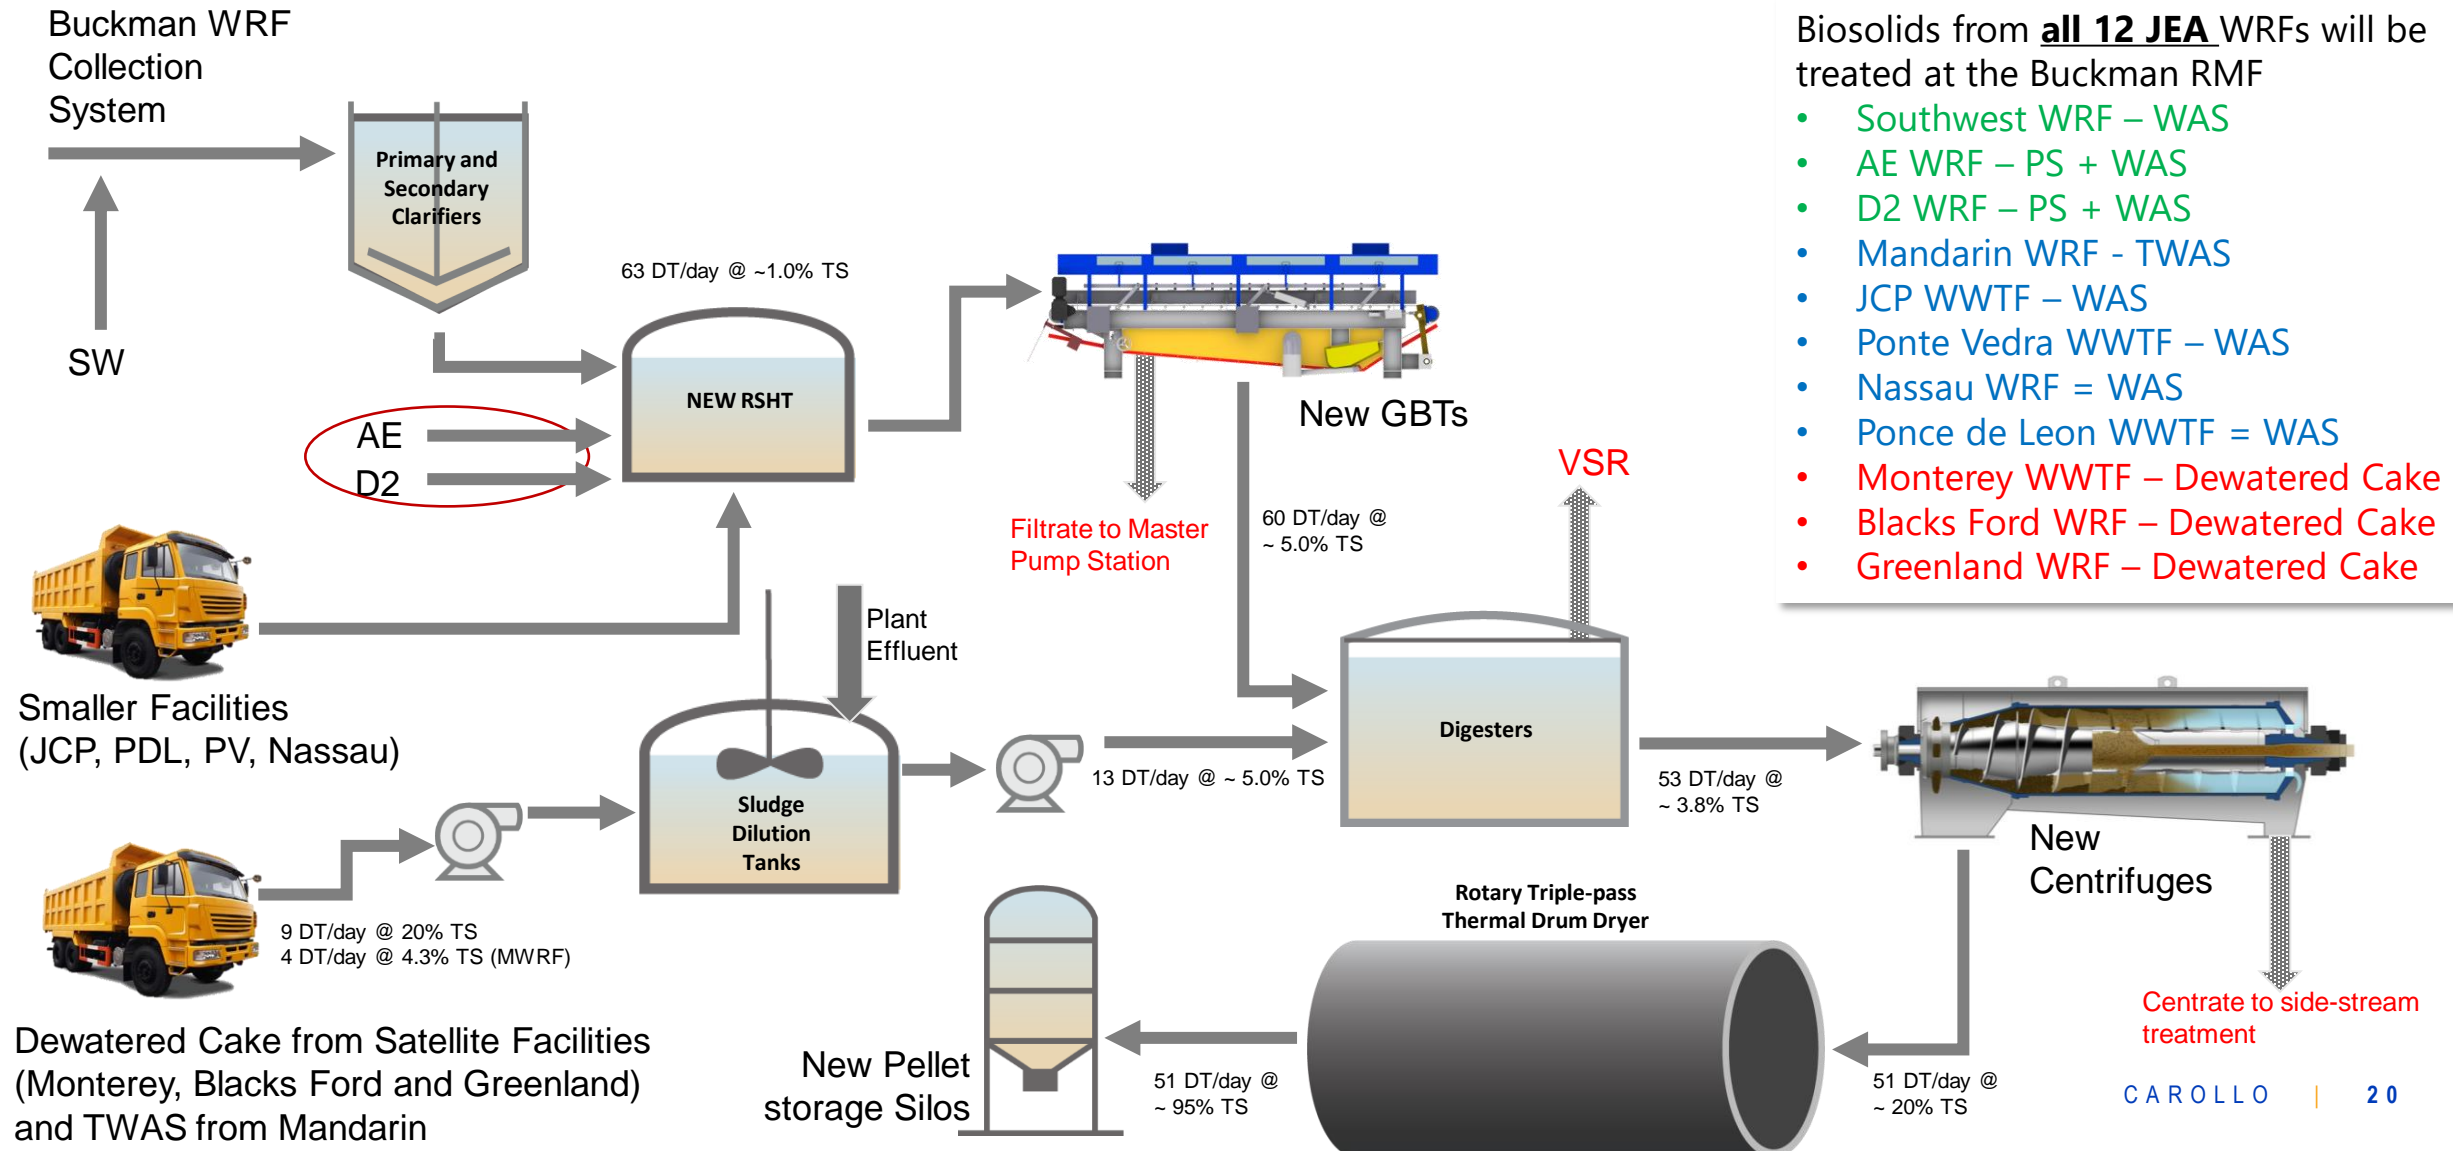 Buckman WRF
Collection
System
Primary and
Secondary
Clarifiers
SW
63 DT/day @ ~1.0% TS
NEW RSHT
AE
D2
New GBTs
Filtrate to Master
Pump Station
60 DT/day @
~ 5.0% TS
VSR
Biosolids from all 12 JEA WRFs will be
treated at the Buckman RMF
• Southwest WRF – WAS
• AE WRF – PS + WAS
• D2 WRF – PS + WAS
• Mandarin WRF - TWAS
• JCP WWTF – WAS
• Ponte Vedra WWTF – WAS
• Nassau WRF = WAS
• Ponce de Leon WWTF = WAS
• Monterey WWTF – Dewatered Cake
• Blacks Ford WRF – Dewatered Cake
• Greenland WRF – Dewatered Cake
Smaller Facilities
(JCP, PDL, PV, Nassau)
Plant
Effluent
Sludge
Dilution
Tanks
13 DT/day @ ~ 5.0% TS
Digesters
53 DT/day @
~ 3.8% TS
New
Centrifuges
9 DT/day @ 20% TS
4 DT/day @ 4.3% TS (MWRF)
Dewatered Cake from Satellite Facilities
(Monterey, Blacks Ford and Greenland)
and TWAS from Mandarin
New Pellet
storage Silos
Rotary Triple-pass
Thermal Drum Dryer
51 DT/day @
~ 95% TS
51 DT/day @
~ 20% TS
Centrate to side-stream
treatment
CAROLLO | 20